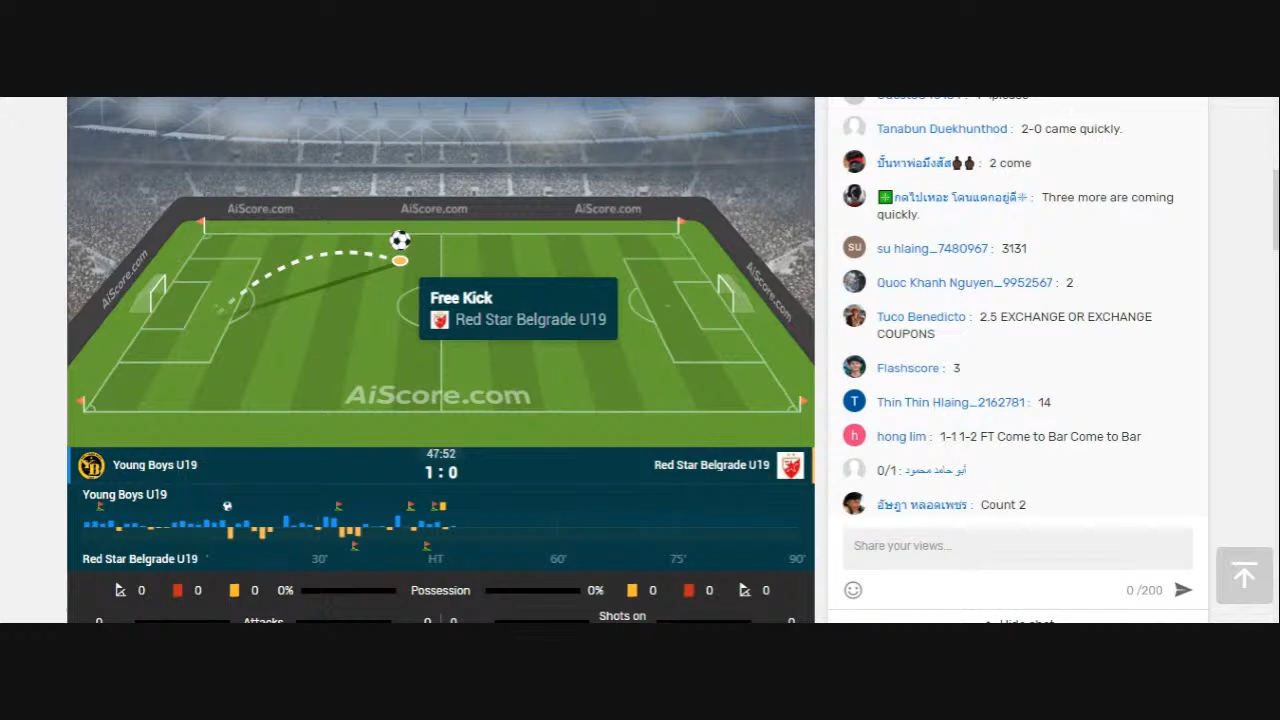 Tanabun Duekhunthod : 2-0 came quickly.
ปั้นหาพ่อมึงสัส : 2 come
กดไปเหอะ โดนแดกอยู่ดี : Three more are coming
quickly.
su hlaing_7480967 : 3131
Quoc Khanh Nguyen_9952567 : 2
Tuco Benedicto : 2.5 EXCHANGE OR EXCHANGE
COUPONS
Flashscore : 3
Thin Thin Hlaing_2162781 : 14
hong lim : 1-1 1-2 FT Come to Bar Come to Bar
0/1 : أبو حامد محمود
อัษฎา หลอดเพชร : Count 2
Share your views...
0 /200
AiScore.com
AiScore.com
AiScore.com
AiScore.com
AiScore.com
Free Kick
Red Star Belgrade U19
AiScore.com
Young Boys U19
47:52
1 : 0
Red Star Belgrade U19
Young Boys U19
Red Star Belgrade U19
30'
HT
60'
75'
90'
0 0 0 0% Possession 0% 0 0 0
Attacks
Shots on
SU
T
h